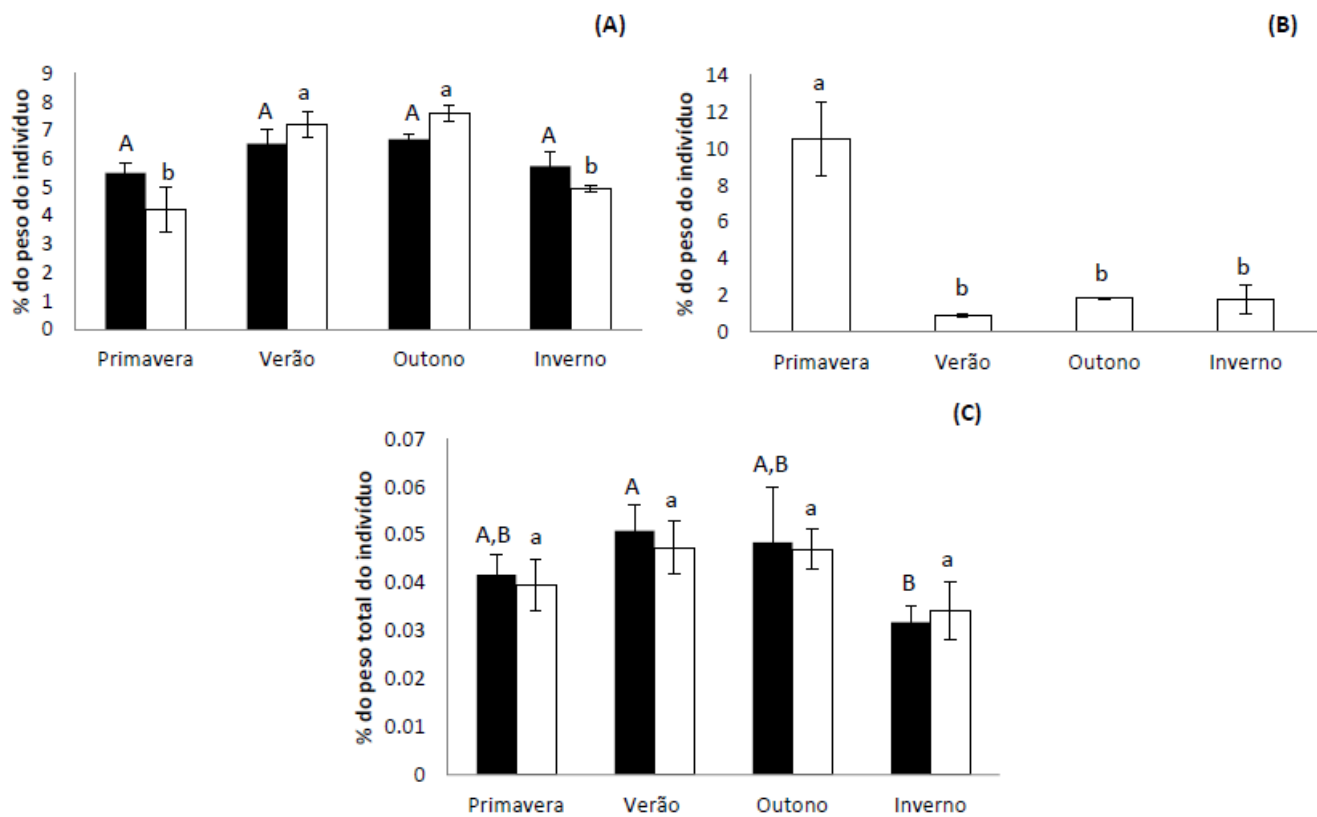 (A)
% do peso do indivíduo
9
8
7
6
5
4
3
2
1
0
A
b
A
a
A
a
A
b
Primavera
Verão
Outono
Inverno
(B)
% do peso do indivíduo
14
12
10
8
6
4
2
0
a
b
b
b
Primavera
Verão
Outono
Inverno
(C)
% do peso total do indivíduo
0.07
0.06
0.05
0.04
0.03
0.02
0.01
0
A,B
a
A
a
A,B
a
B
a
Primavera
Verão
Outono
Inverno